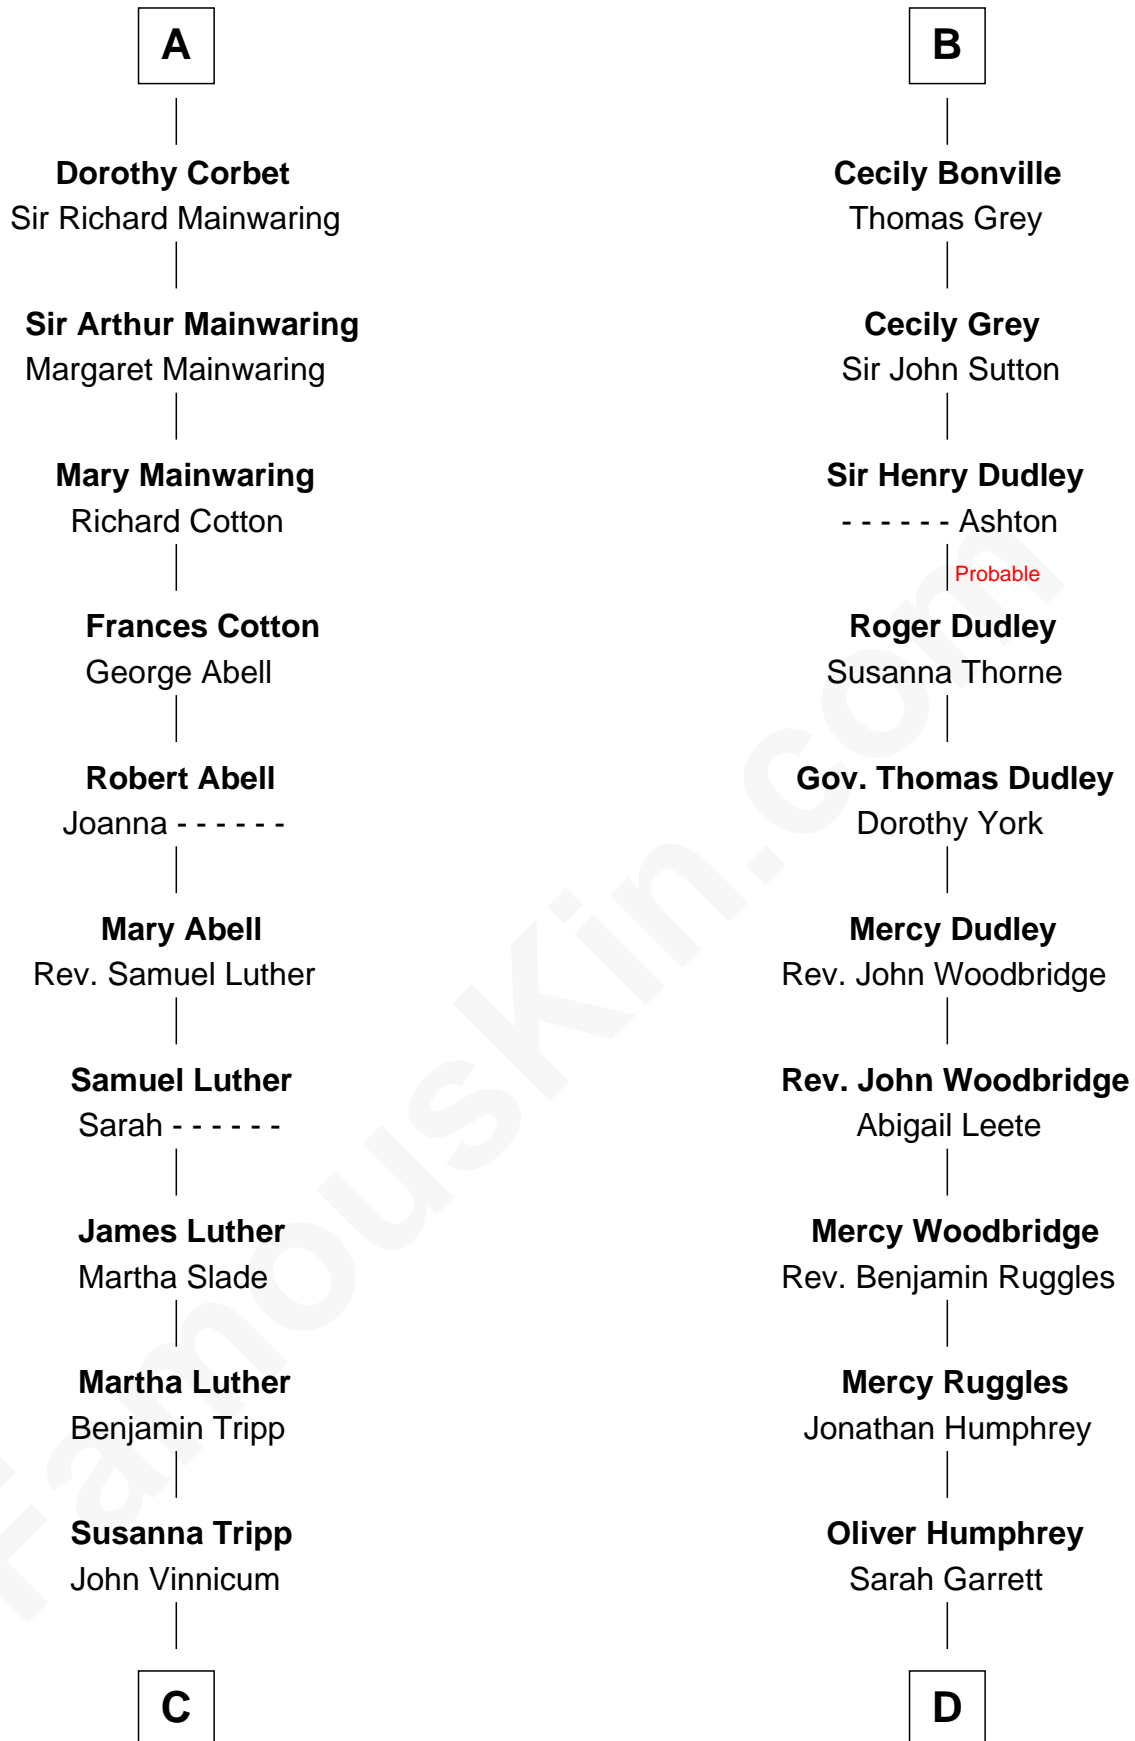 A
Dorothy Corbet
Sir Richard Mainwaring
Sir Arthur Mainwaring
Margaret Mainwaring
Mary Mainwaring
Richard Cotton
Frances Cotton
George Abell
Robert Abell
Joanna - - - - - -
Mary Abell
Rev. Samuel Luther
Samuel Luther
Sarah - - - - - -
James Luther
Martha Slade
Martha Luther
Benjamin Tripp
Susanna Tripp
John Vinnicum
C
B
Cecily Bonville
Thomas Grey
Cecily Grey
Sir John Sutton
Sir Henry Dudley
- - - - - - Ashton
Probable
Roger Dudley
Susanna Thorne
Gov. Thomas Dudley
Dorothy York
Mercy Dudley
Rev. John Woodbridge
Rev. John Woodbridge
Abigail Leete
Mercy Woodbridge
Rev. Benjamin Ruggles
Mercy Ruggles
Jonathan Humphrey
Oliver Humphrey
Sarah Garrett
D
FamousKin.com